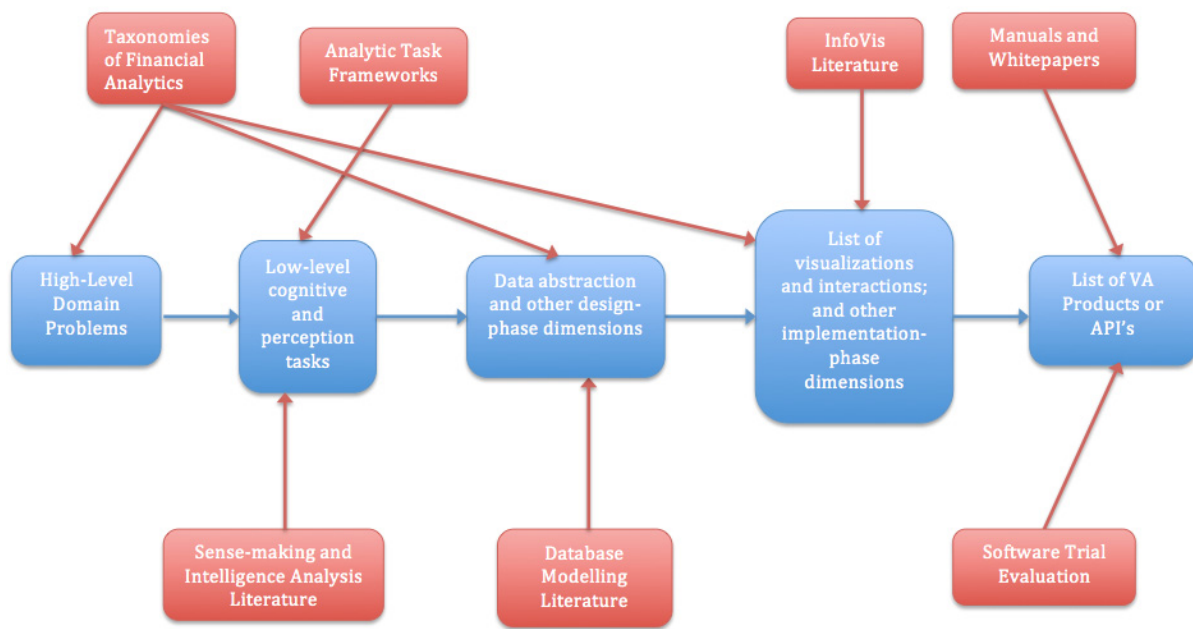 Taxonomies
of Financial
Analytics
Analytic Task
Frameworks
InfoVis
Literature
Manuals and
Whitepapers
High-Level
Domain
Problems
Low-level
cognitive
and
perception
tasks
Data abstraction
and other design-
phase dimensions
List of
visualizations
and interactions;
and other
implementation-
phase
dimensions
List of VA
Products or
API's
Sense-making and
Intelligence Analysis
Literature
Database
Modelling
Literature
Software Trial
Evaluation